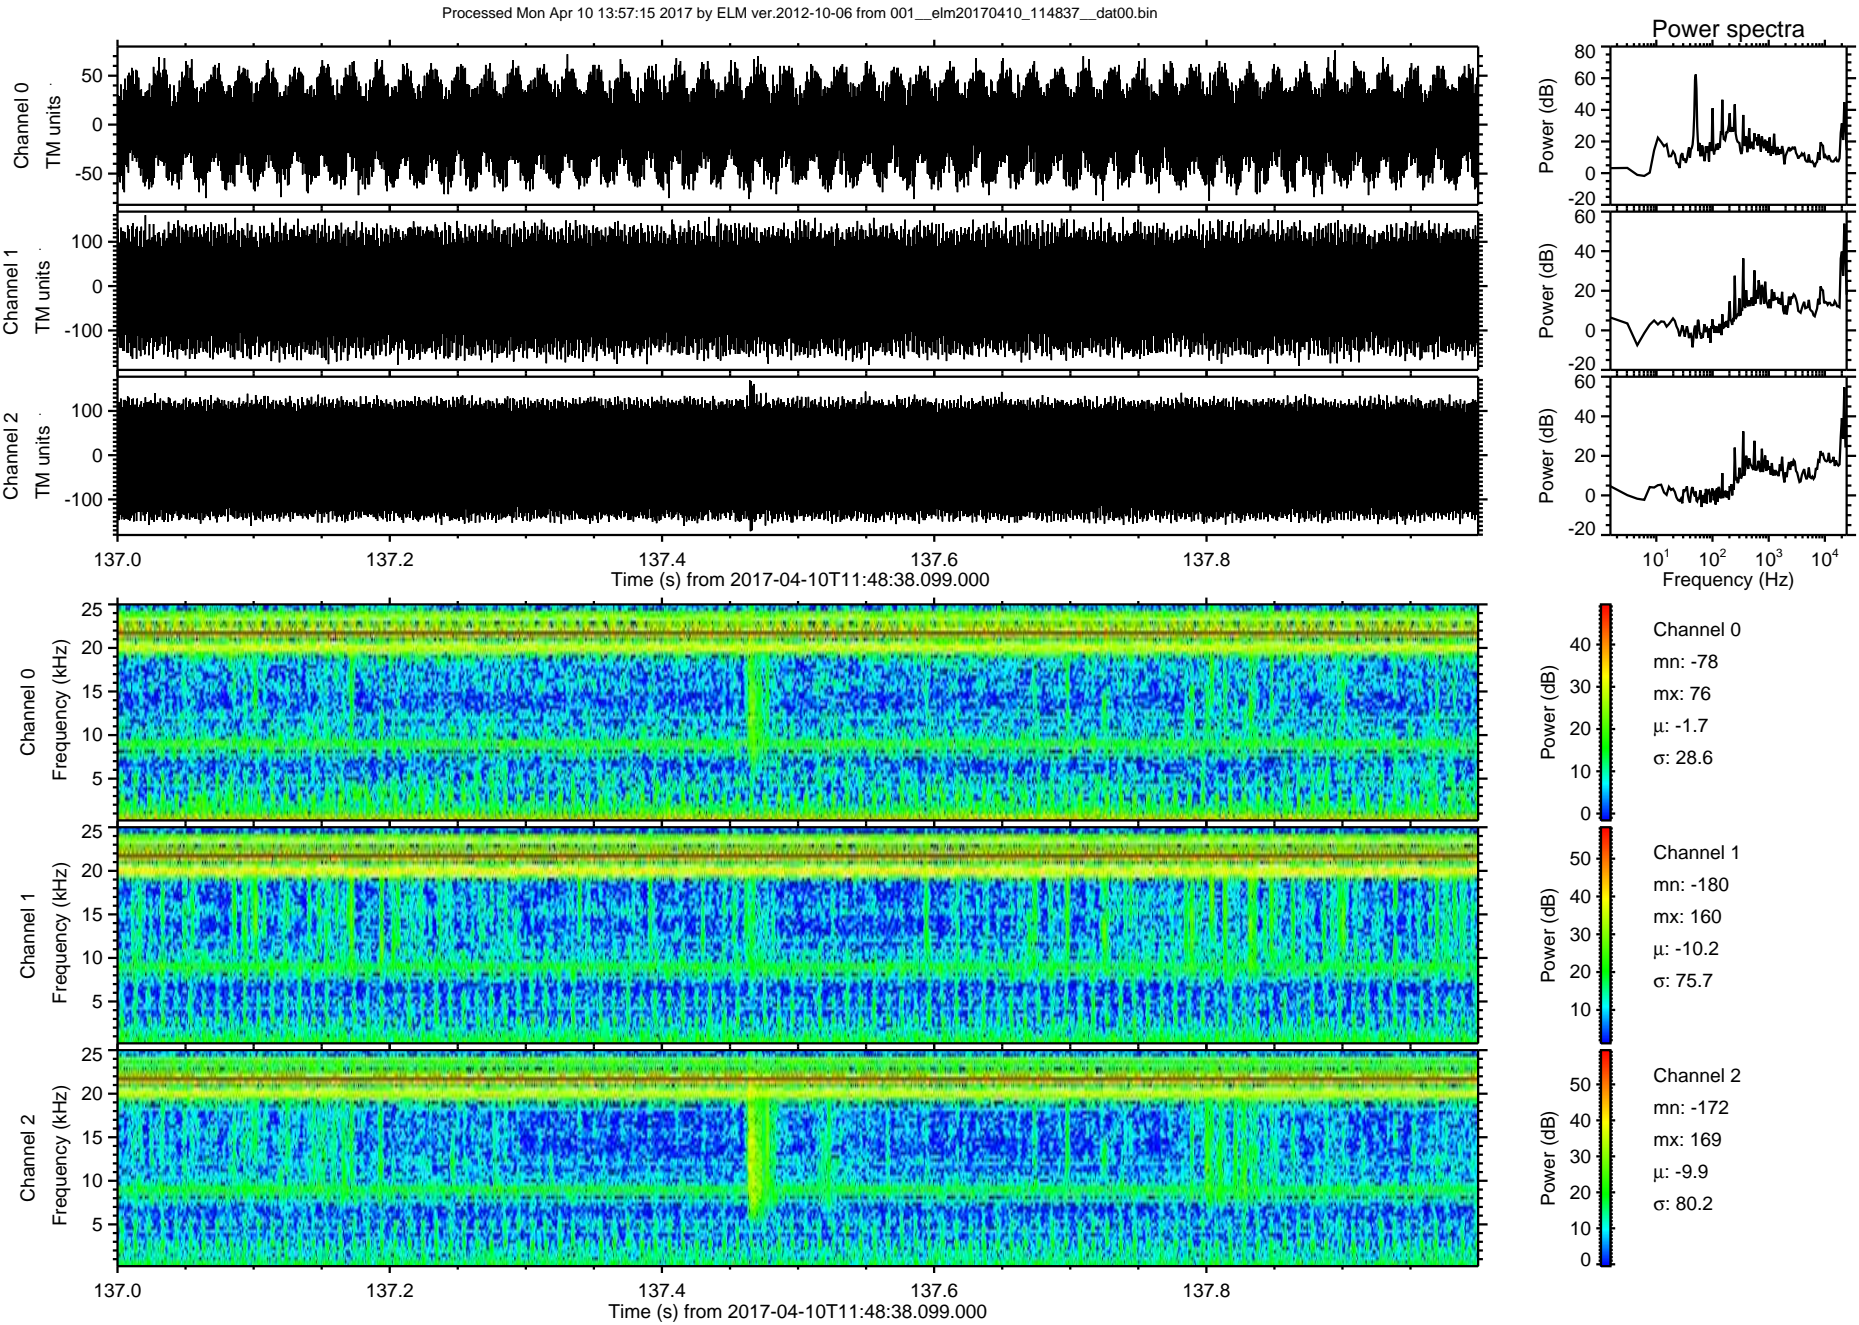 Processed Mon Apr 10 13:57:15 2017 by ELM ver.2012-10-06 from 001__elm20170410_114837__dat00.bin
Power spectra
Channel 0
TM units
50
0
-50
Power (dB)
80
60
40
20
0
-20
Channel 1
TM units
100
0
-100
Power (dB)
60
40
20
0
-20
Channel 2
TM units
100
0
-100
Power (dB)
60
40
20
0
-20
137.0 137.2 137.4 137.6 137.8
Time (s) from 2017-04-10T11:48:38.099.000
10¹ 10² 10³ 10⁴
Frequency (Hz)
Channel 0
Frequency (kHz)
25
20
15
10
5
Power (dB)
40
30
20
10
0
Channel 0
mn: -78
mx: 76
μ: -1.7
σ: 28.6
Channel 1
Frequency (kHz)
25
20
15
10
5
Power (dB)
50
40
30
20
10
Channel 1
mn: -180
mx: 160
μ: -10.2
σ: 75.7
Channel 2
Frequency (kHz)
25
20
15
10
5
Power (dB)
50
40
30
20
10
0
Channel 2
mn: -172
mx: 169
μ: -9.9
σ: 80.2
137.0 137.2 137.4 137.6 137.8
Time (s) from 2017-04-10T11:48:38.099.000